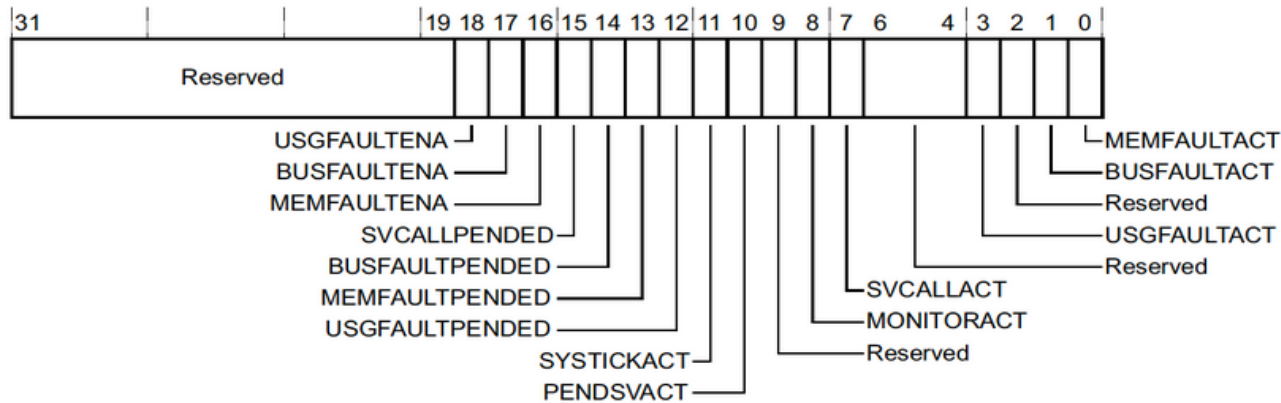 31 19 18 17 16 15 14 13 12 11 10 9 8 7 6 4 3 2 1 0
Reserved
USGFAULTENA MEMFAULTACT
BUSFAULTENA BUSFAULTACT
MEMFAULTENA Reserved
SVCALLPENDED USGFAULTACT
BUSFAULTPENDED Reserved
MEMFAULTPENDED SVCALLACT
USGFAULTPENDED MONITORACT
SYSTICKACT Reserved
PENDSVACT